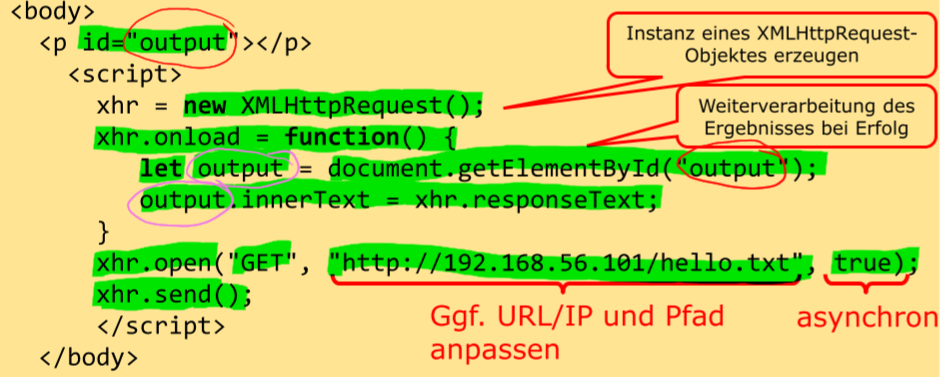 <body>
<p id="output"></p>
<script>
xhr = new XMLHttpRequest();
xhr.onload = function() {
let output = document.getElementById("output");
output.innerText = xhr.responseText;
}
xhr.open("GET", "http://192.168.56.101/hello.txt", true);
xhr.send();
</script>
</body>
Instanz eines XMLHttpRequest-
Objektes erzeugen
Weiterverarbeitung des
Ergebnisses bei Erfolg
Ggf. URL/IP und Pfad
anpassen
asynchron